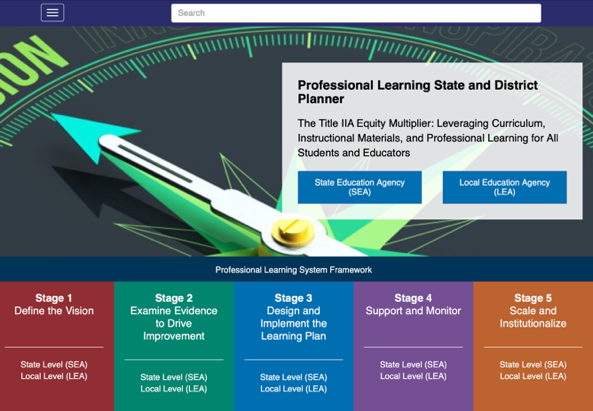 Search
VISION
INSPIRATI
Professional Learning State and District
Planner
The Title IIA Equity Multiplier: Leveraging Curriculum,
Instructional Materials, and Professional Learning for All
Students and Educators
State Education Agency
(SEA)
Local Education Agency
(LEA)
Professional Learning System Framework
Stage 1
Define the Vision
State Level (SEA)
Local Level (LEA)
Stage 2
Examine Evidence
to Drive
Improvement
State Level (SEA)
Local Level (LEA)
Stage 3
Design and
Implement the
Learning Plan
State Level (SEA)
Local Level (LEA)
Stage 4
Support and Monitor
State Level (SEA)
Local Level (LEA)
Stage 5
Scale and
Institutionalize
State Level (SEA)
Local Level (LEA)